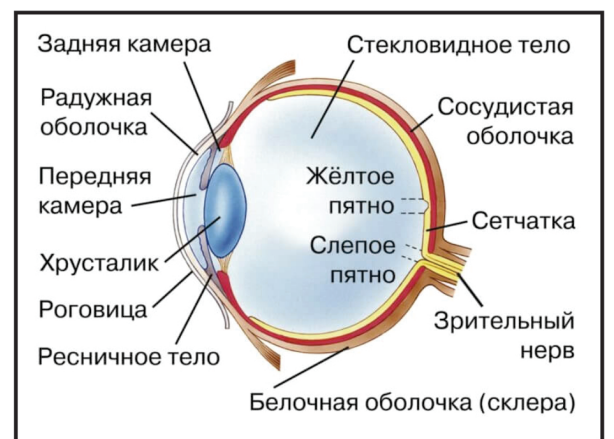 Задняя камера
Стекловидное тело
Радужная
оболочка
Сосудистая
оболочка
Передняя
камера
Жёлтое
пятно
Сетчатка
Хрусталик
Слепое
пятно
Роговица
Зрительный
нерв
Ресничное тело
Белочная оболочка (склера)